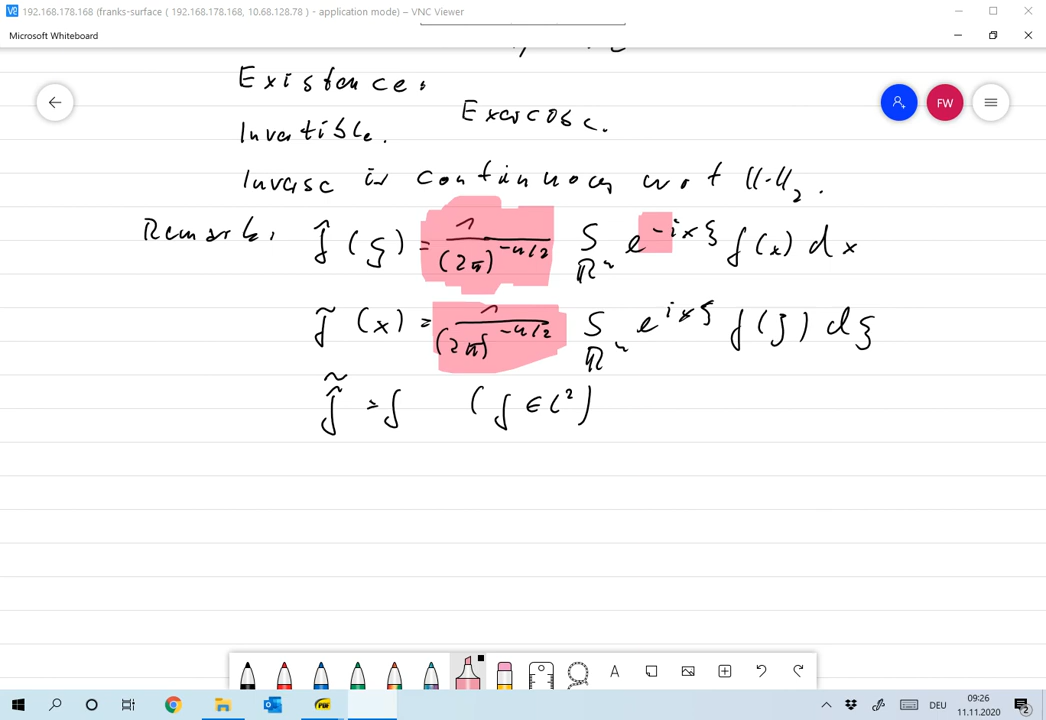 192.168.178.168 (franks-surface ( 192.168.178.168, 10.68.128.78 ) - application mode) – VNC Viewer
Microsoft Whiteboard
Existence:
Exercise.
Invertible.
Inverse is continuous wrt ||·||₂.
FW
Remark: f̂(ξ) = 1/(2π)^(-n/2) ∫_ℝⁿ e^(-ixξ) f(x) dx
f̃(x) = 1/(2π)^(-n/2) ∫_ℝⁿ e^(ixξ) f(ξ) dξ
f̂̃ = f (f ∈ L²)
A
DEU
09:26
11.11.2020
2